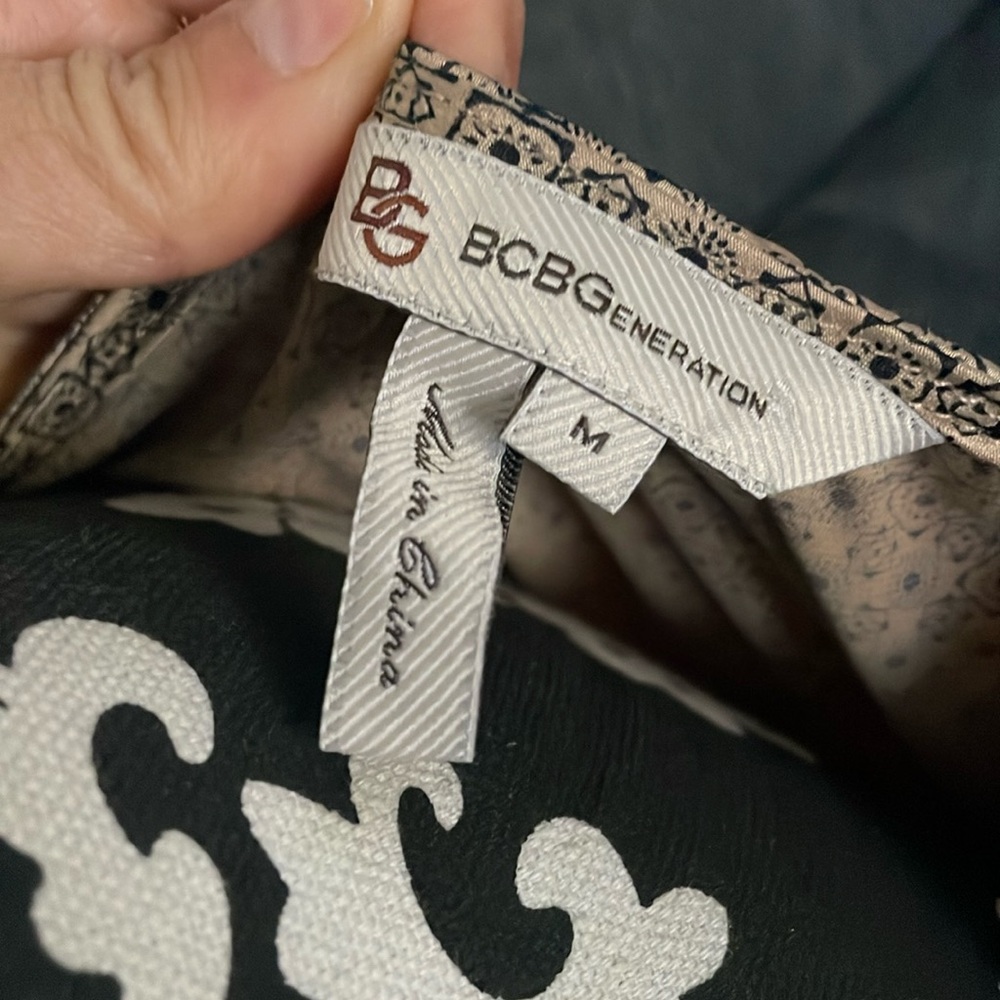 BG
BCBGENERATION
M
Made in China